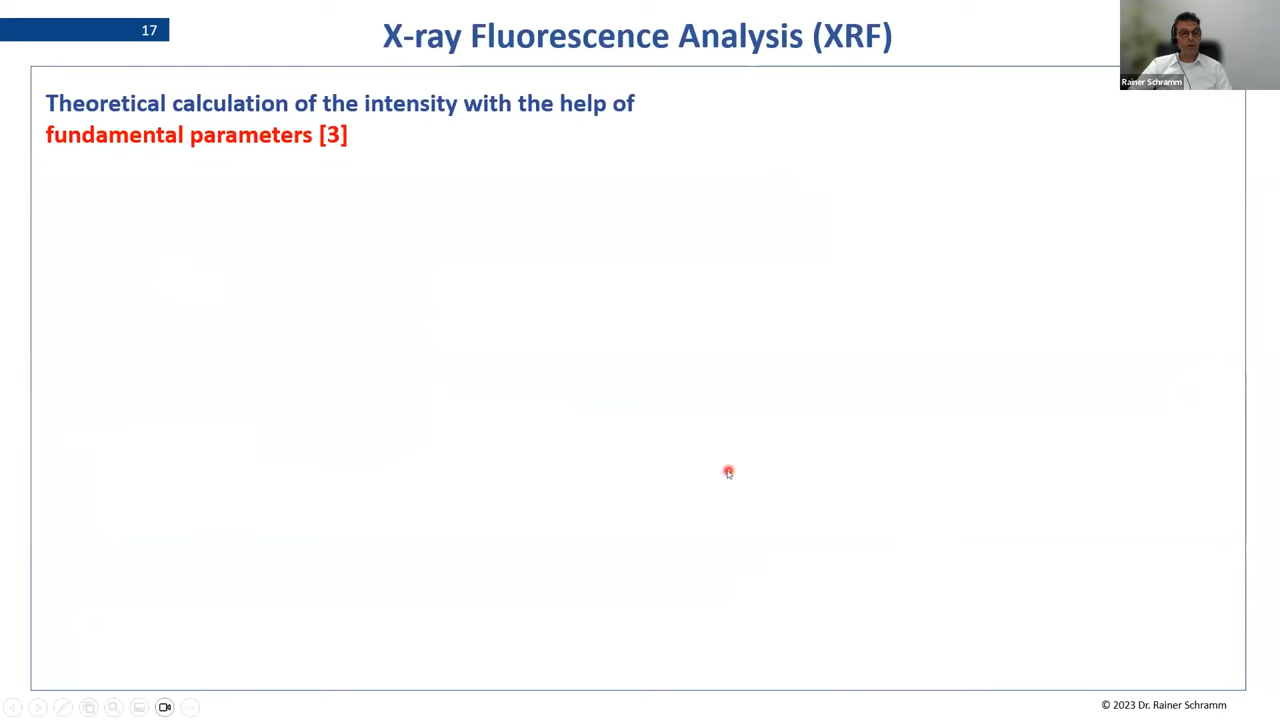 17
X-ray Fluorescence Analysis (XRF)
Rainer Schramm
Theoretical calculation of the intensity with the help of
fundamental parameters [3]
© 2023 Dr. Rainer Schramm